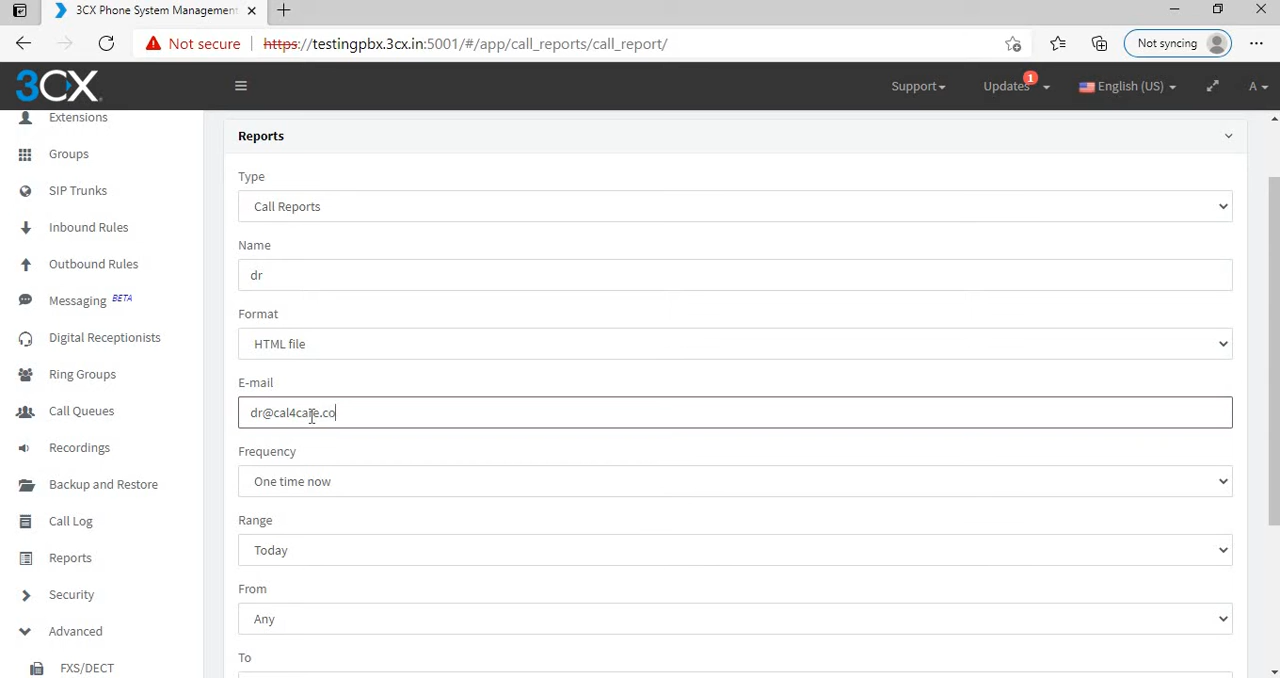 3CX Phone System Management
Not secure
https://testingpbx.3cx.in:5001/#/app/call_reports/call_report/
Not syncing
3CX
Support
Updates 1
English (US)
A
Extensions
Groups
SIP Trunks
Inbound Rules
Outbound Rules
Messaging BETA
Digital Receptionists
Ring Groups
Call Queues
Recordings
Backup and Restore
Call Log
Reports
Security
Advanced
FXS/DECT
Reports
Type
Call Reports
Name
dr
Format
HTML file
E-mail
dr@cal4care.co
Frequency
One time now
Range
Today
From
Any
To